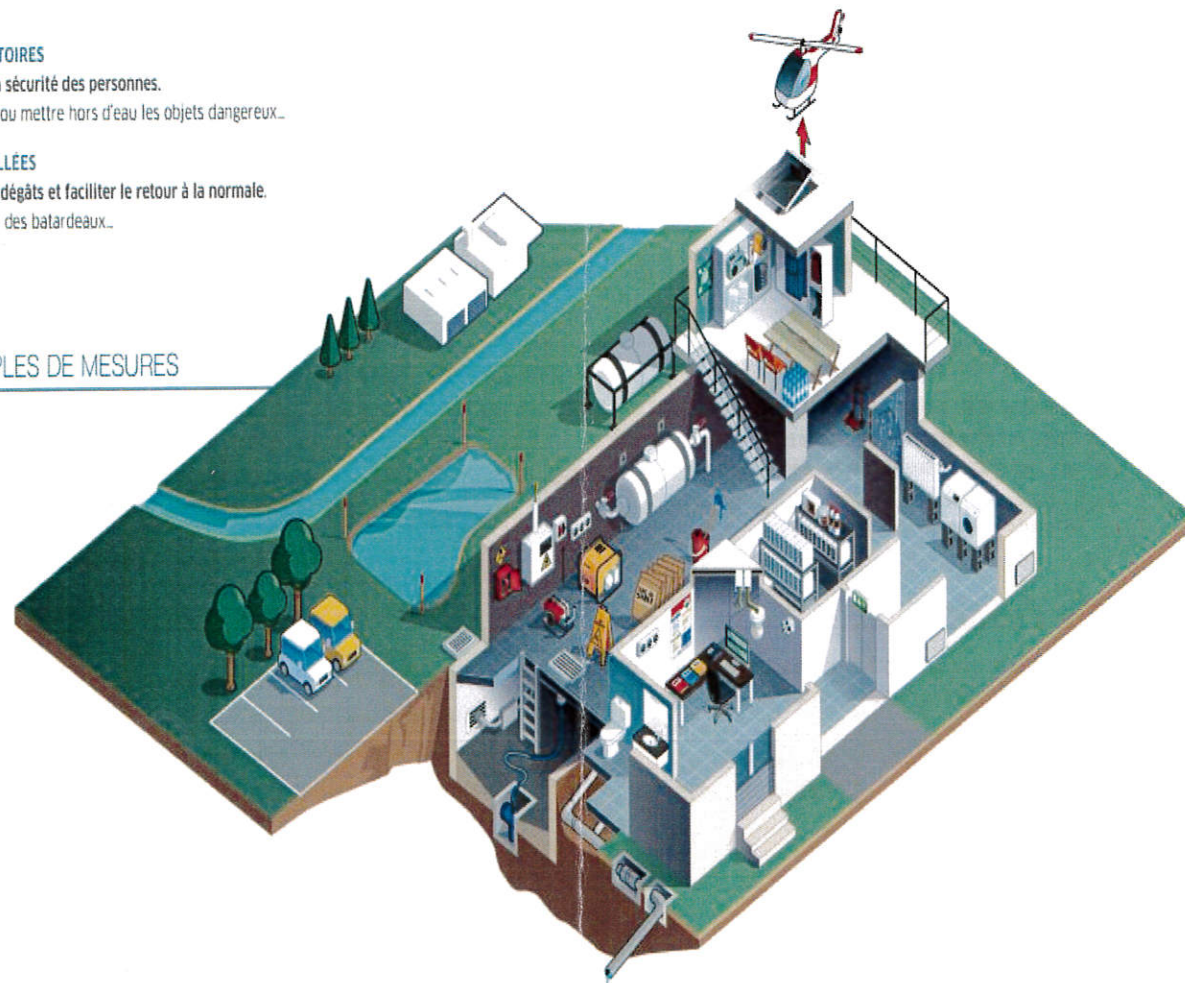 TOIRES
sécurité des personnes.
ou mettre hors d'eau les objets dangereux...
LLÉES
dégâts et faciliter le retour à la normale.
des batardeaux...
PLES DE MESURES